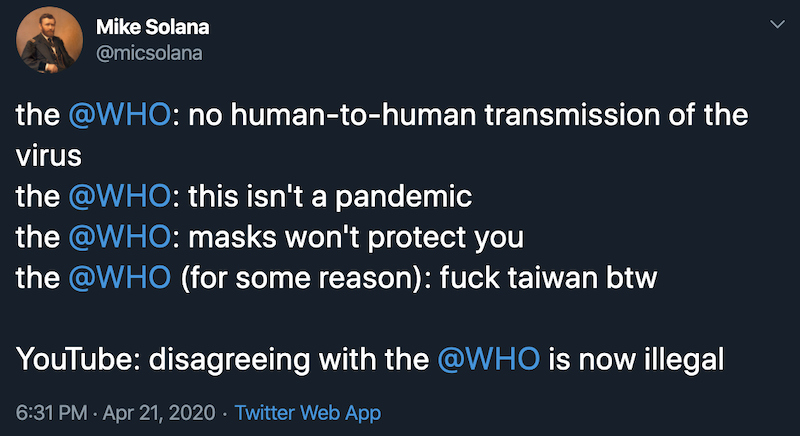 Mike Solana
@micsolana
the @WHO: no human-to-human transmission of the
virus
the @WHO: this isn't a pandemic
the @WHO: masks won't protect you
the @WHO (for some reason): fuck taiwan btw
YouTube: disagreeing with the @WHO is now illegal
6:31 PM · Apr 21, 2020 · Twitter Web App